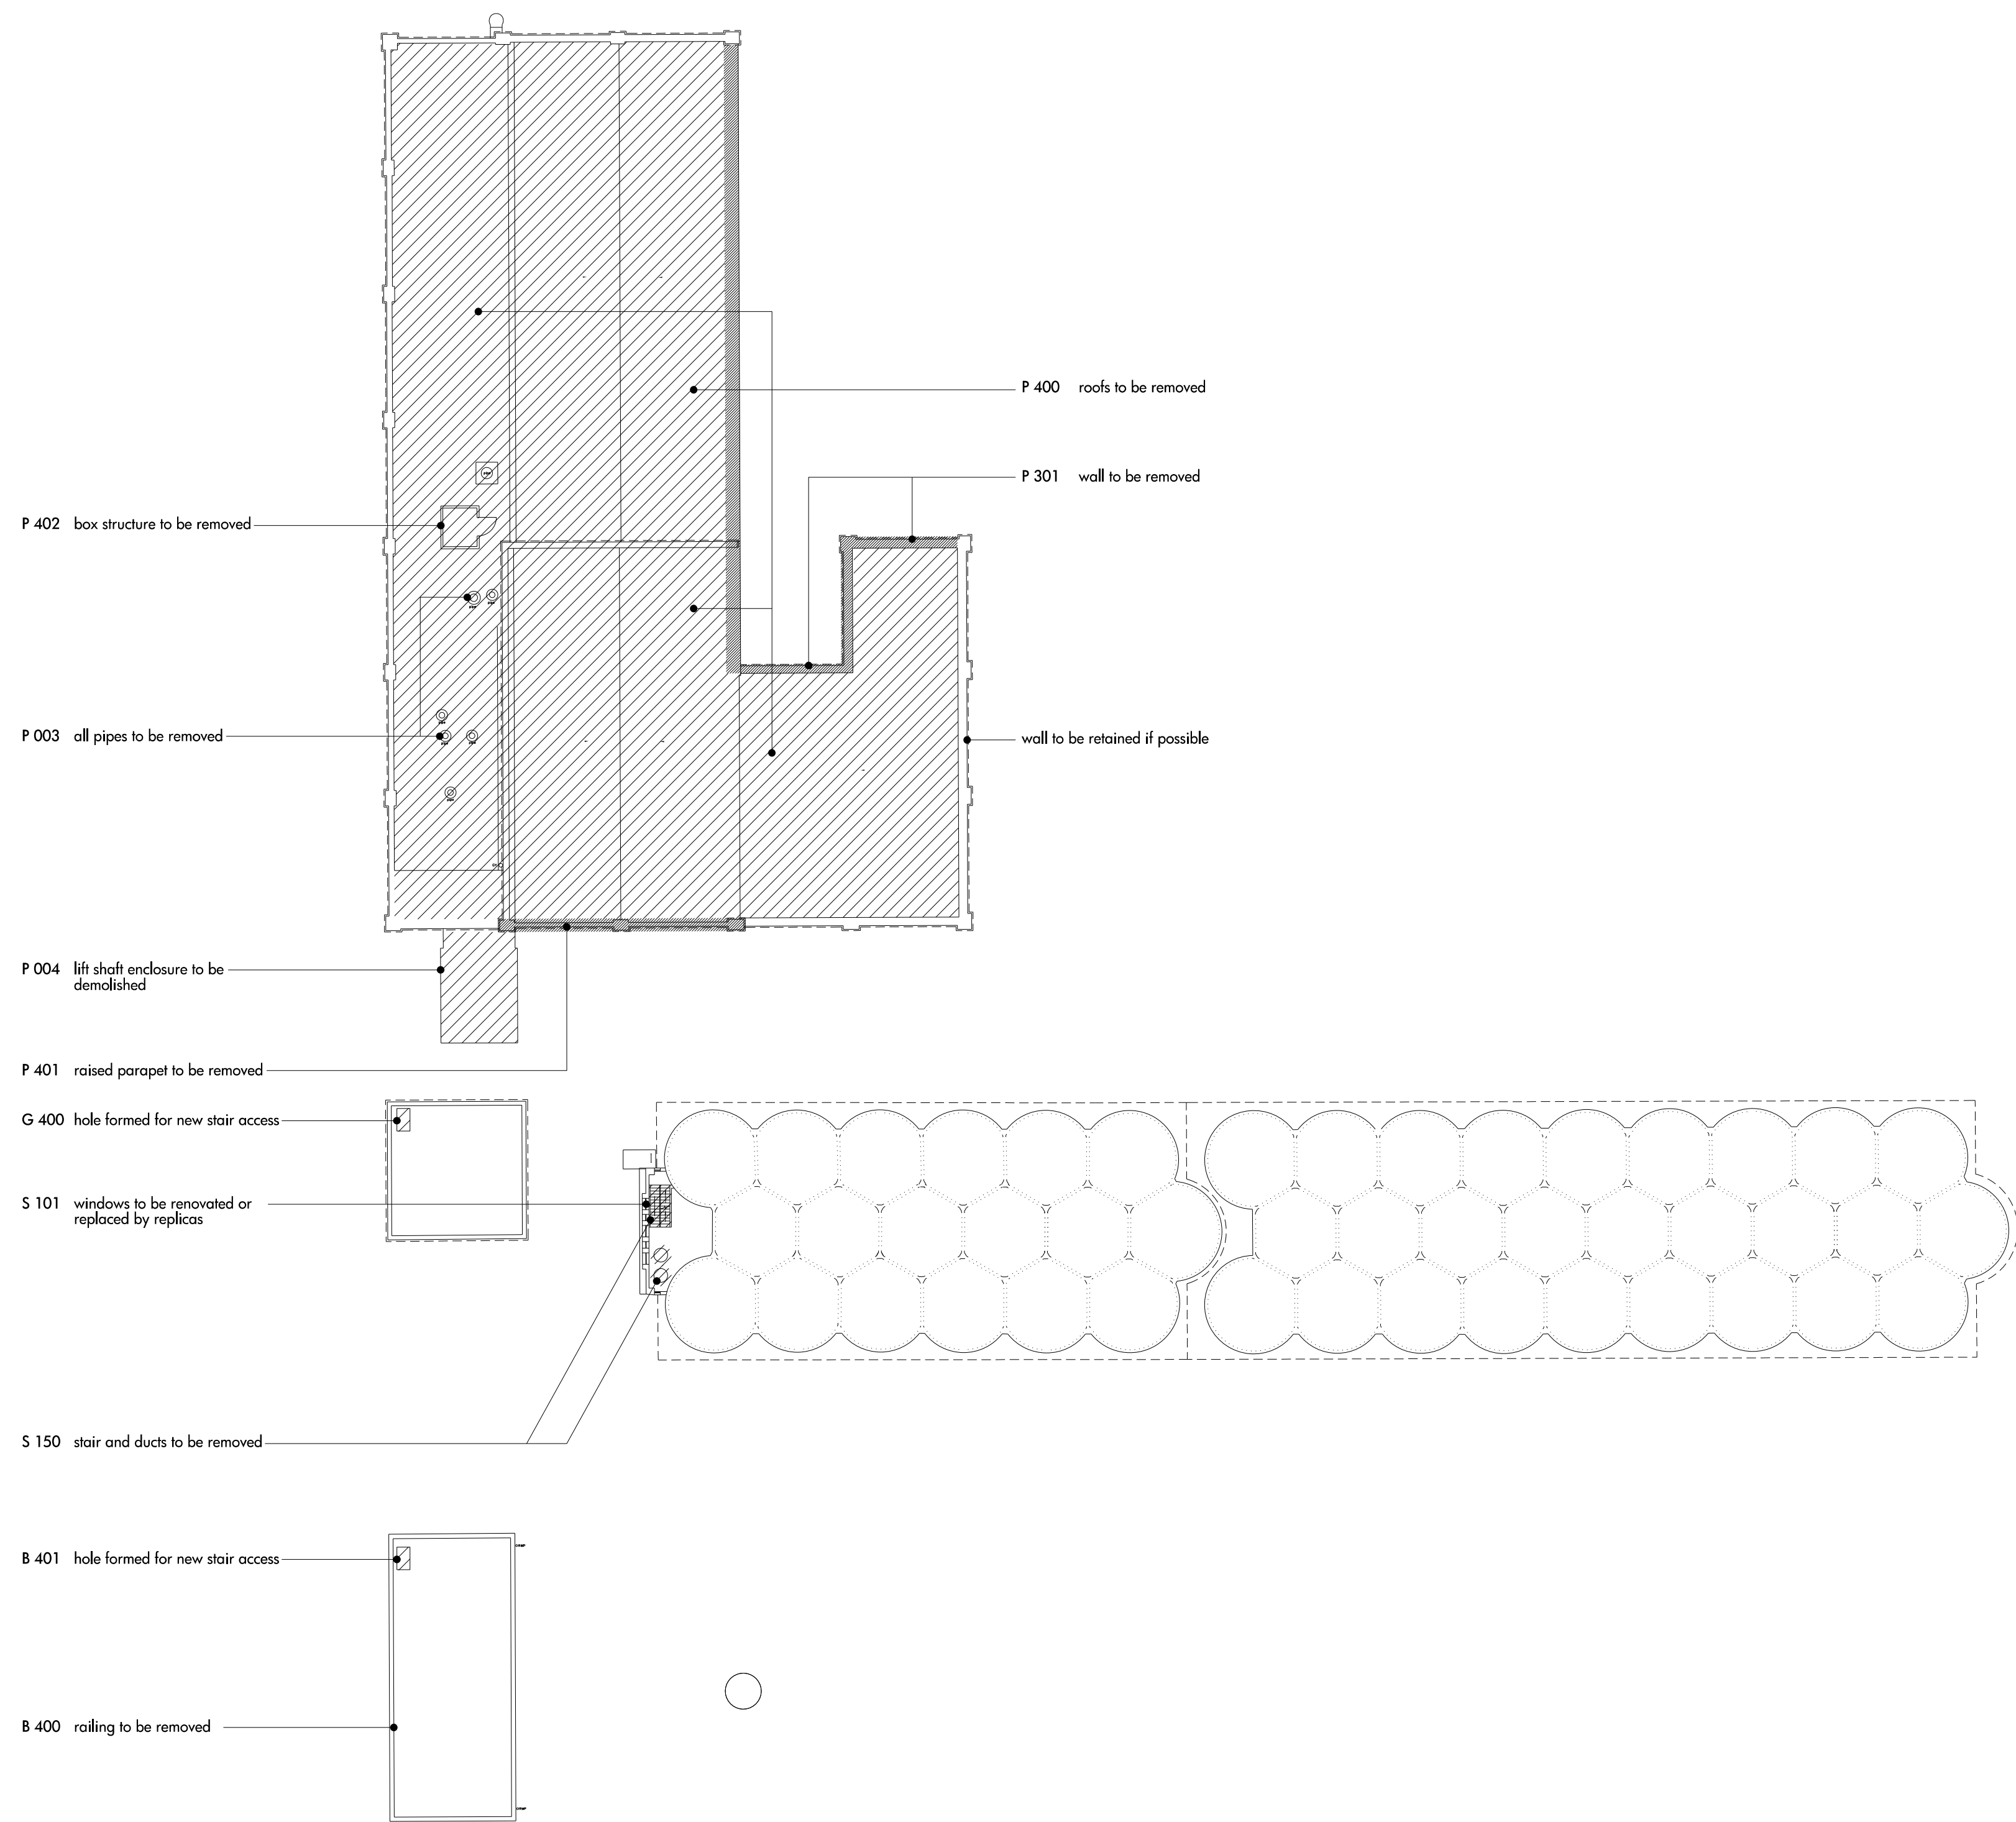 P 400 roofs to be removed
P 301 wall to be removed
P 402 box structure to be removed
P 003 all pipes to be removed
wall to be retained if possible
P 004 lift shaft enclosure to be
demolished
P 401 raised parapet to be removed
G 400 hole formed for new stair access
S 101 windows to be renovated or
replaced by replicas
S 150 stair and ducts to be removed
B 401 hole formed for new stair access
B 400 railing to be removed